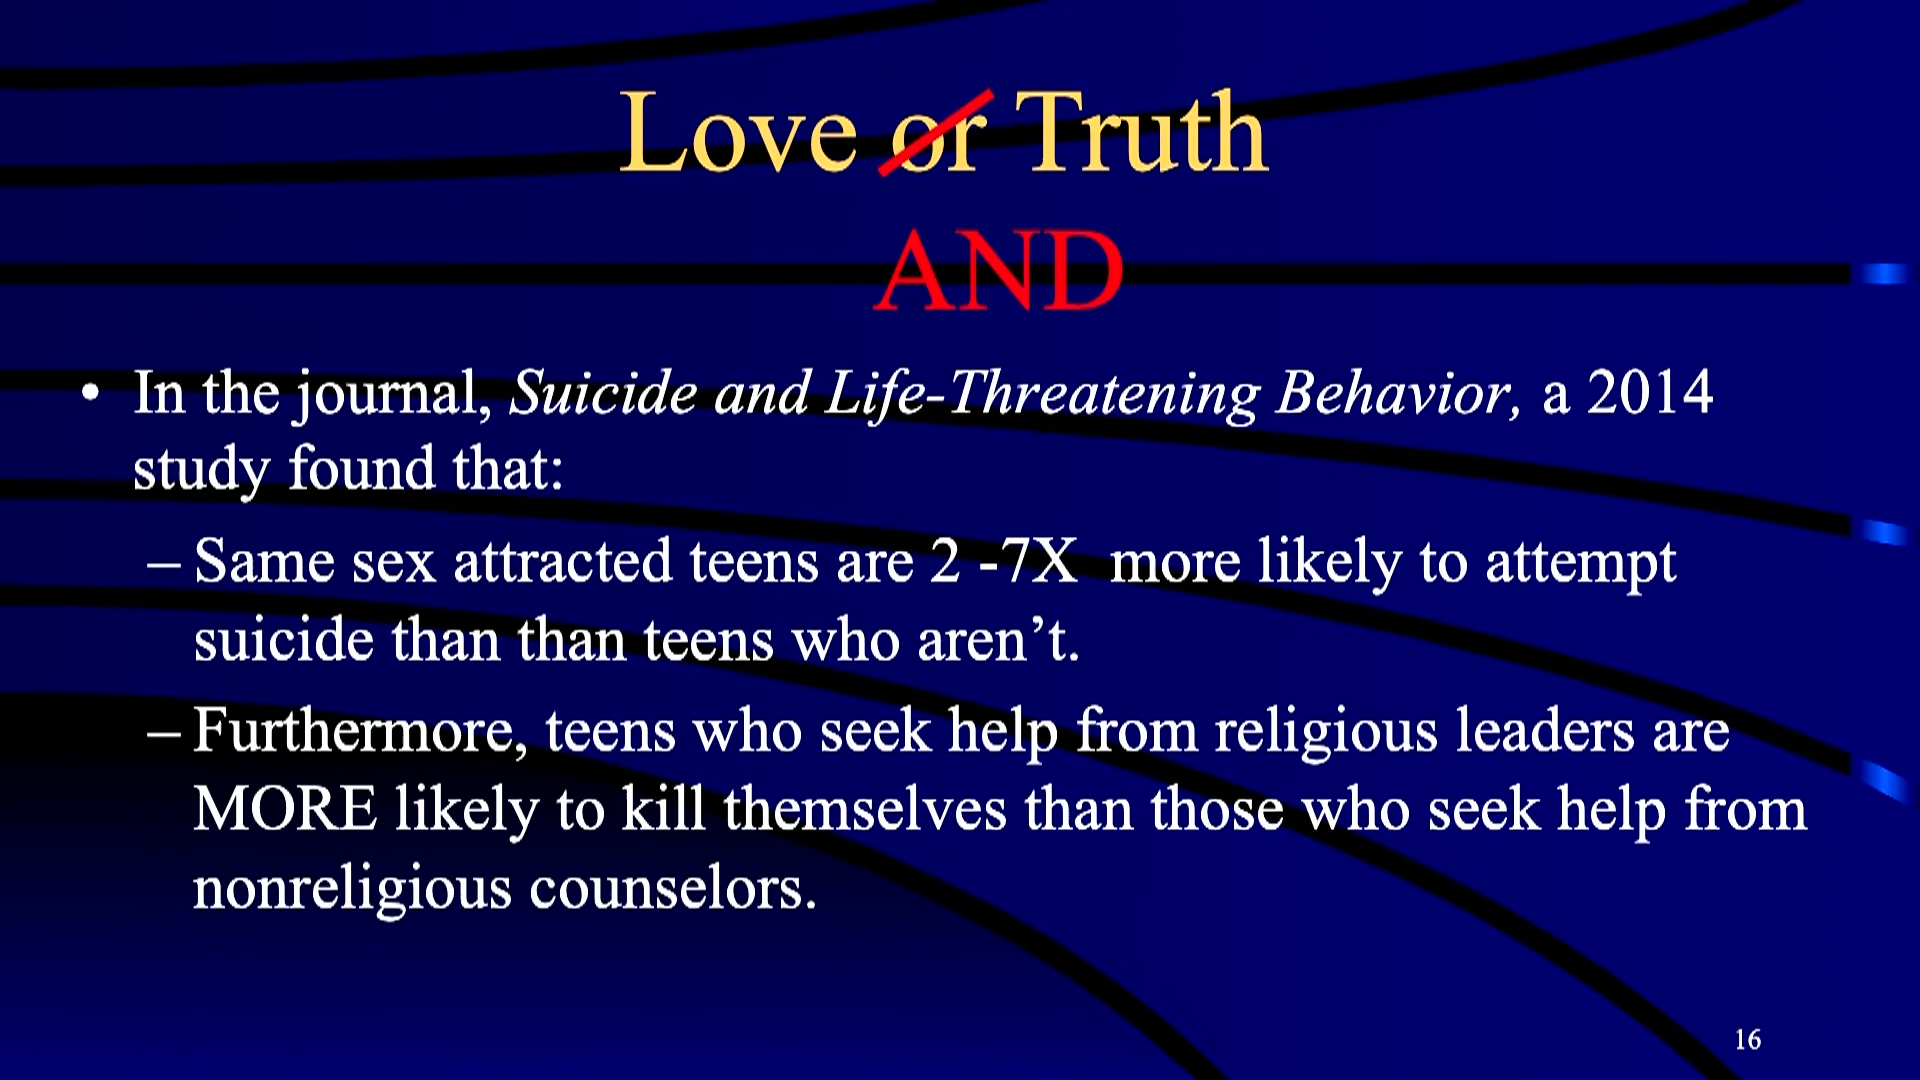 Love or Truth
AND
• In the journal, Suicide and Life-Threatening Behavior, a 2014
study found that:
– Same sex attracted teens are 2 -7X  more likely to attempt
suicide than than teens who aren’t.
– Furthermore, teens who seek help from religious leaders are
MORE likely to kill themselves than those who seek help from
nonreligious counselors.
16